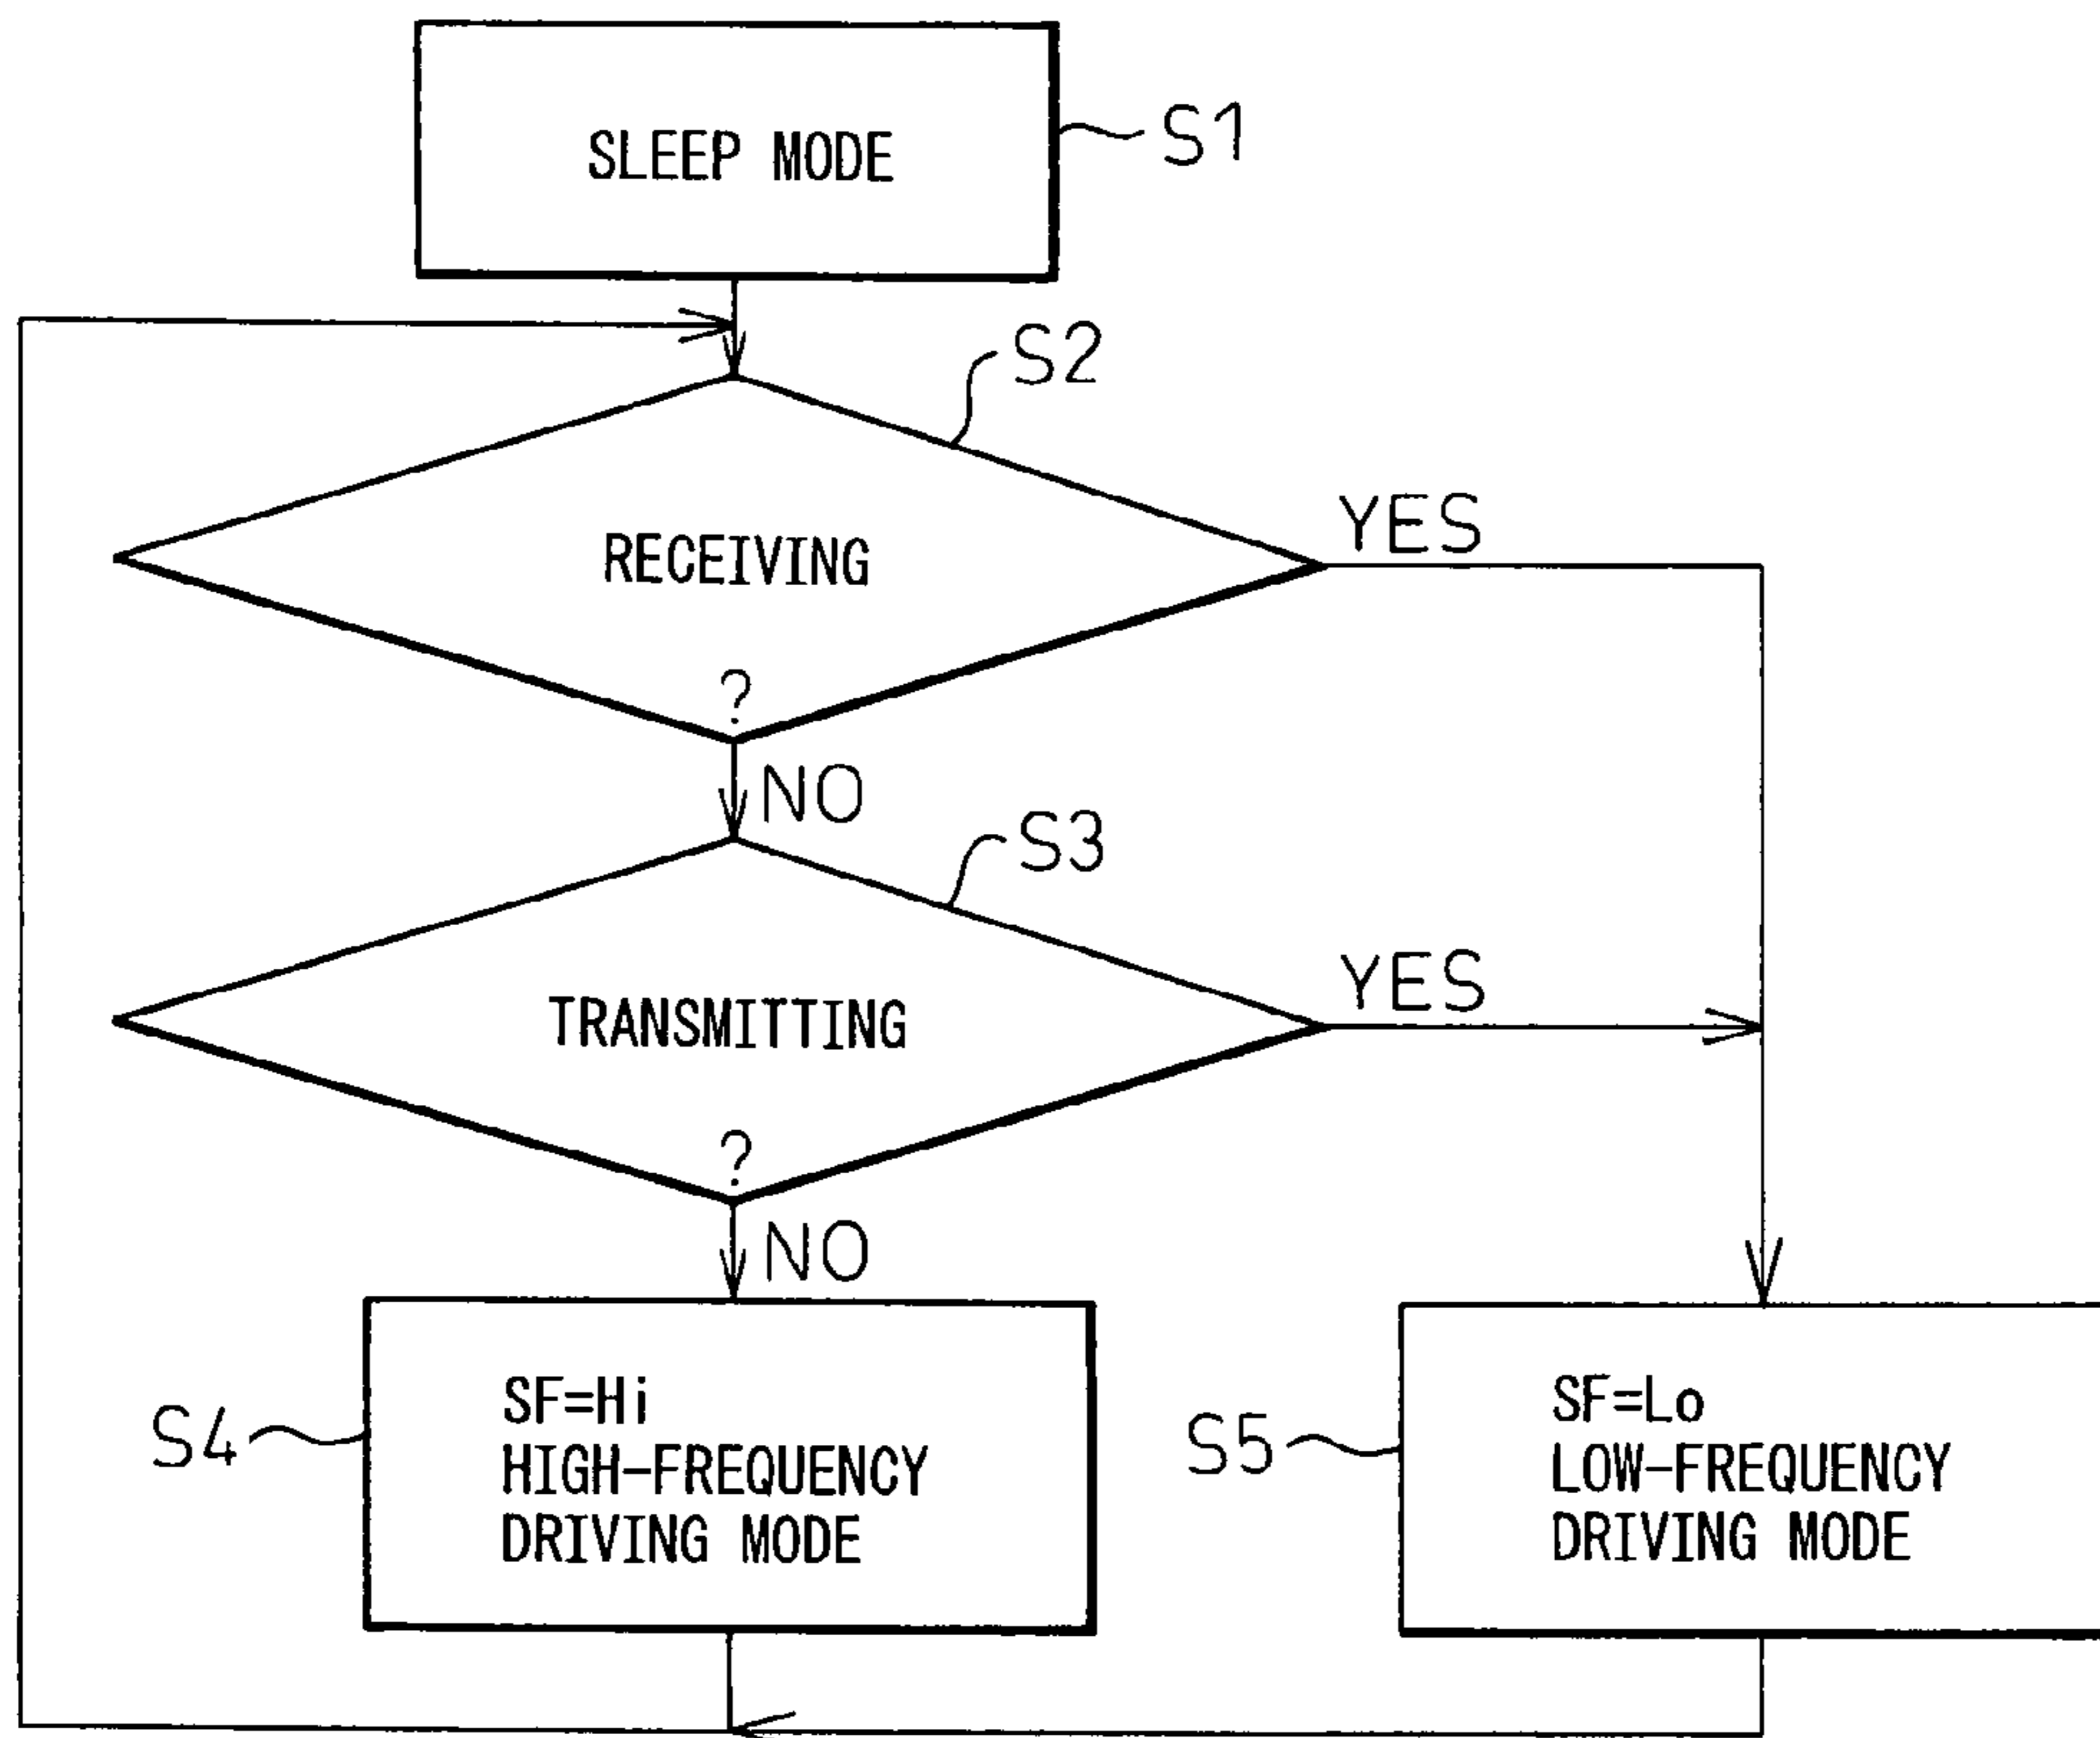 SLEEP MODE
S1
S2
RECEIVING
?
YES
NO
S3
TRANSMITTING
?
YES
NO
S4
SF=Hi
HIGH-FREQUENCY
DRIVING MODE
S5
SF=Lo
LOW-FREQUENCY
DRIVING MODE